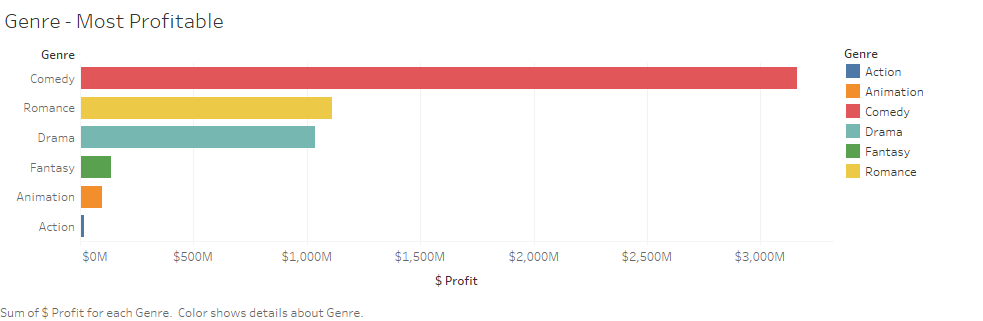 Genre - Most Profitable
Genre
Comedy
Romance
Drama
Fantasy
Animation
Action
$0M $500M $1,000M $1,500M $2,000M $2,500M $3,000M
$ Profit
Genre
Action
Animation
Comedy
Drama
Fantasy
Romance
Sum of $ Profit for each Genre. Color shows details about Genre.